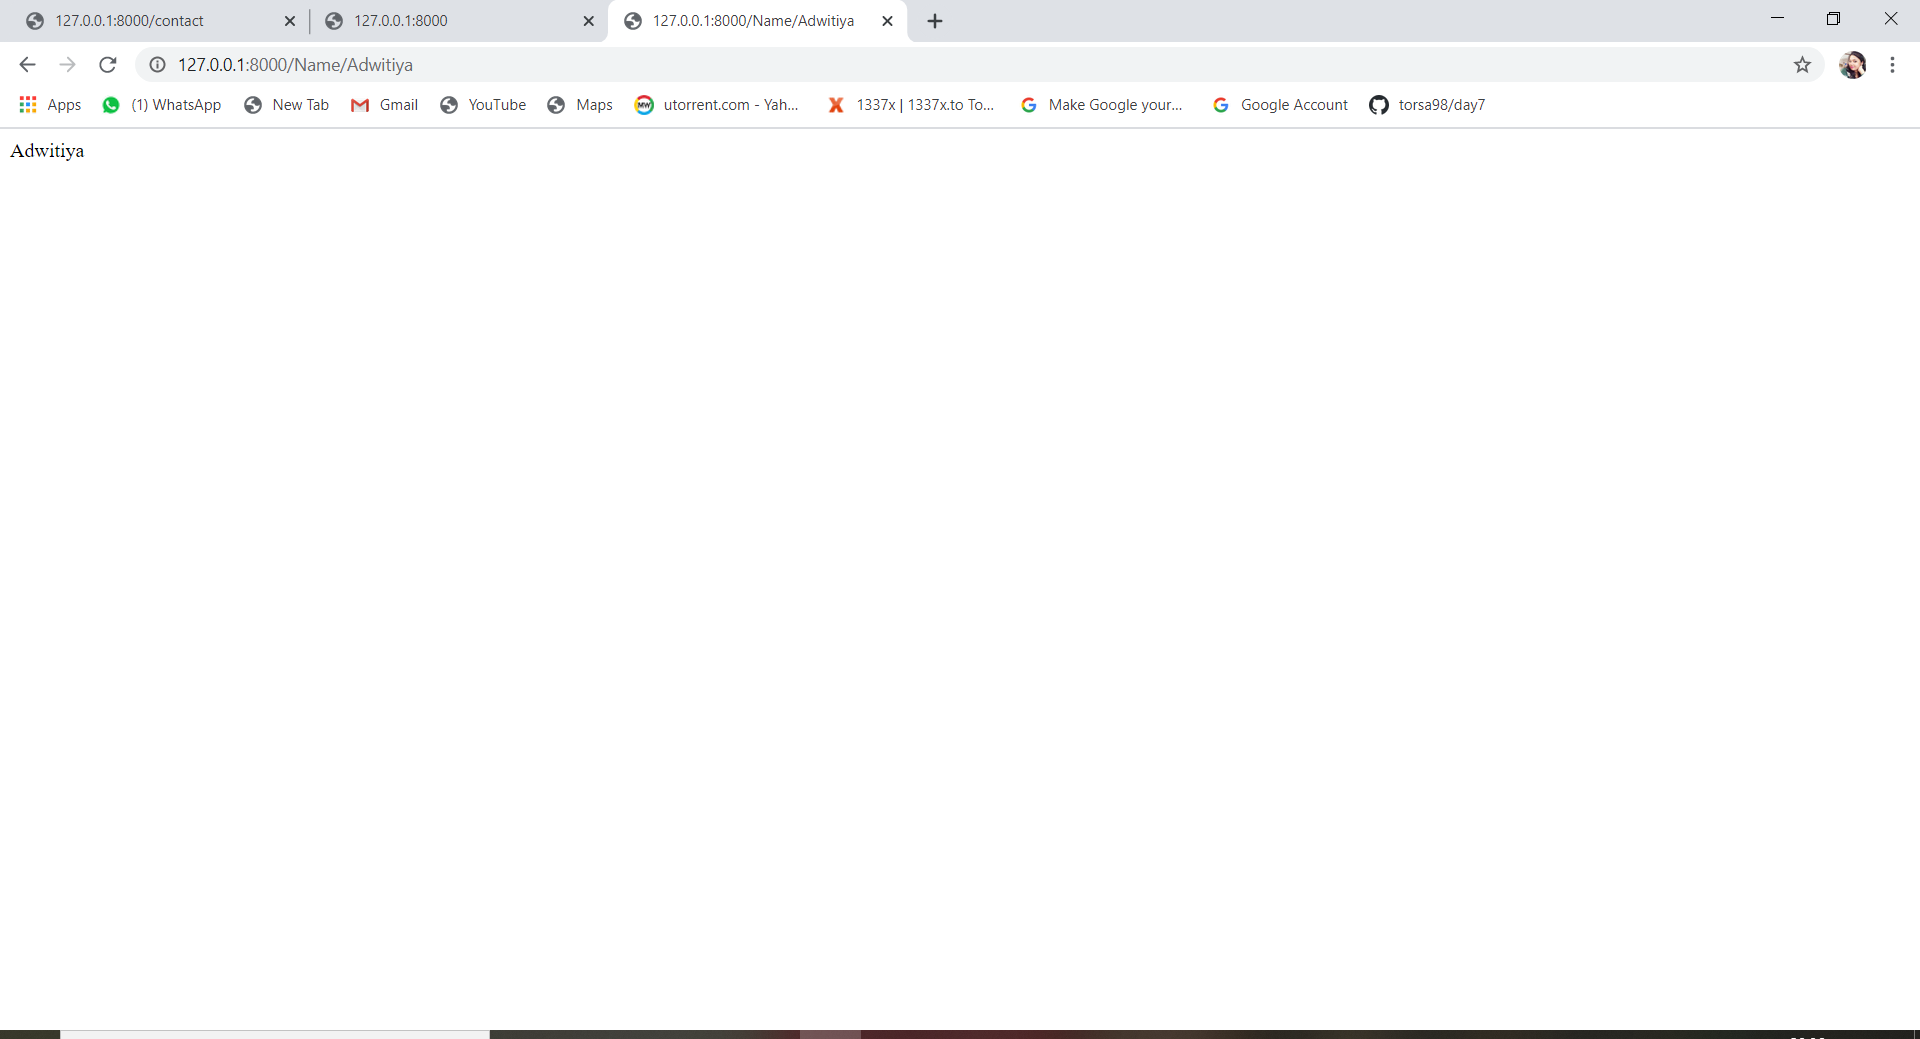 127.0.0.1:8000/contact 127.0.0.1:8000 127.0.0.1:8000/Name/Adwitiya
127.0.0.1:8000/Name/Adwitiya
Apps (1) WhatsApp New Tab Gmail YouTube Maps utorrent.com - Yah... 1337x | 1337x.to To... Make Google your... Google Account torsa98/day7
Adwitiya